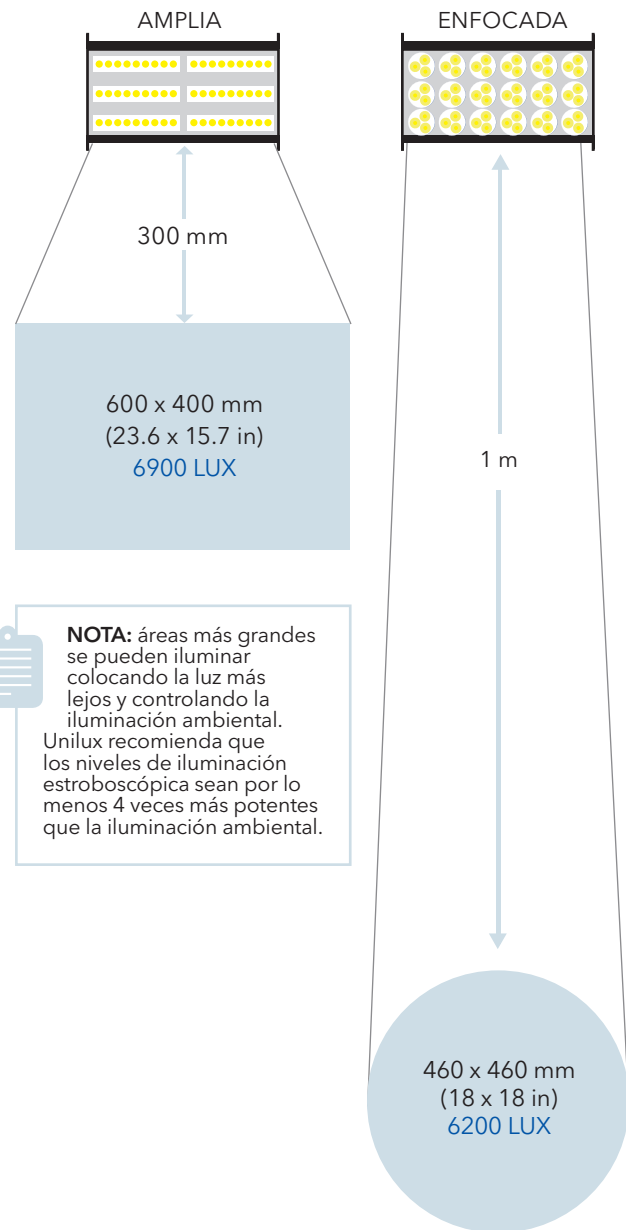 AMPLIA
300 mm
600 x 400 mm
(23.6 x 15.7 in)
6900 LUX
NOTA: áreas más grandes
se pueden iluminar
colocando la luz más
lejos y controlando la
iluminación ambiental.
Unilux recomienda que
los niveles de iluminación
estroboscópica sean por lo
menos 4 veces más potentes
que la iluminación ambiental.
ENFOCADA
1 m
460 x 460 mm
(18 x 18 in)
6200 LUX